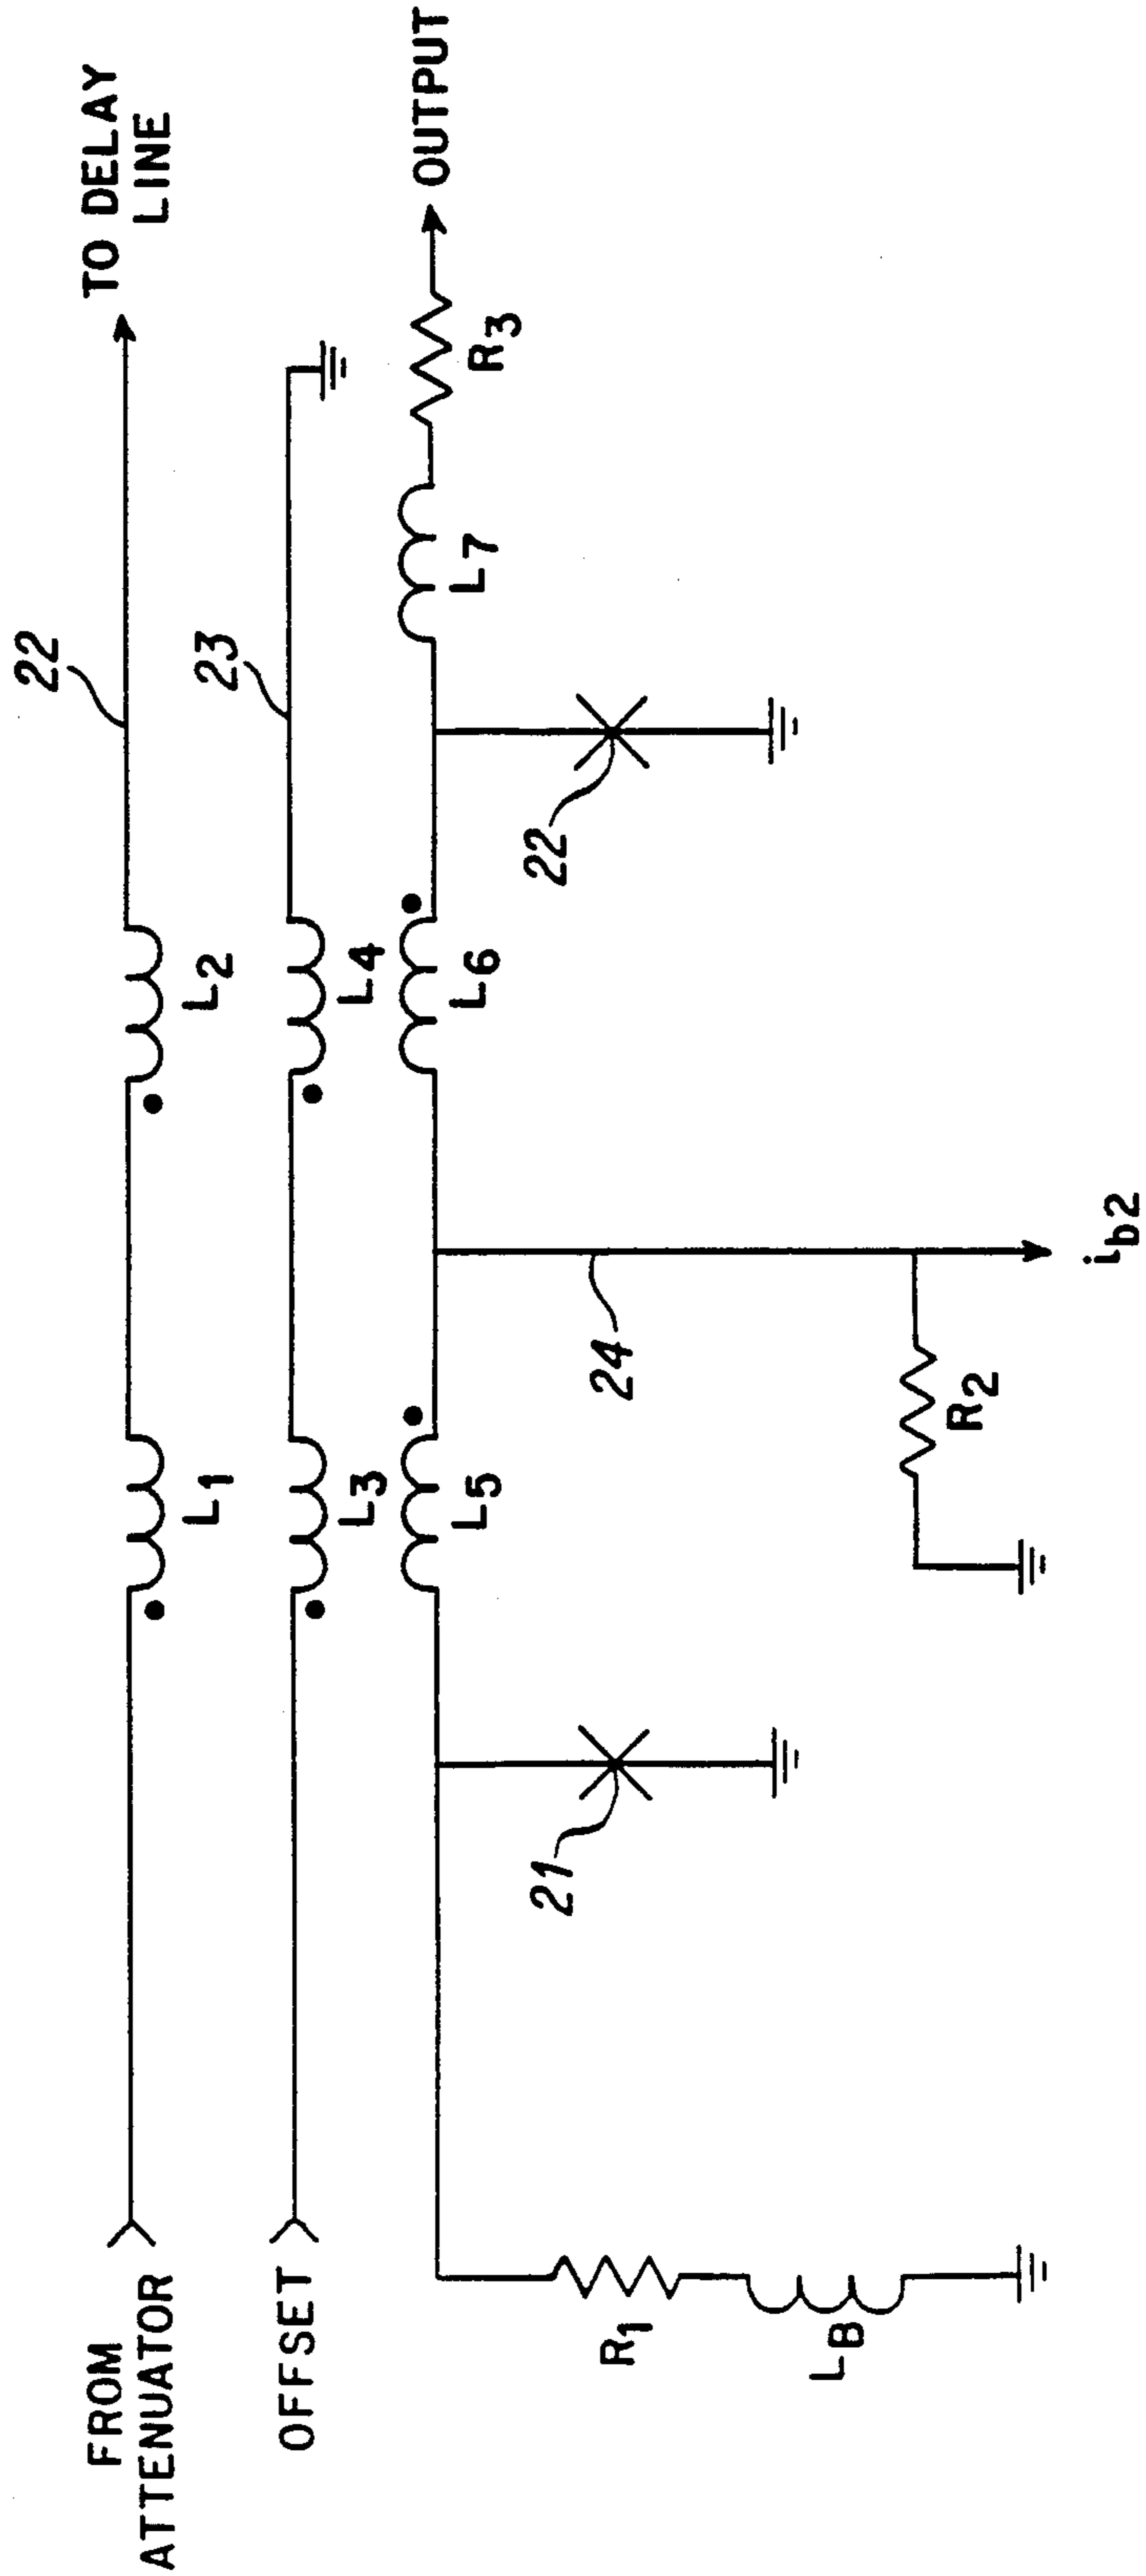 FROM
ATTENUATOR
22
TO DELAY
LINE
L1
L2
OFFSET
23
L3
L4
L5
L6
L7
R3
OUTPUT
21
22
24
R1
LB
R2
ib2